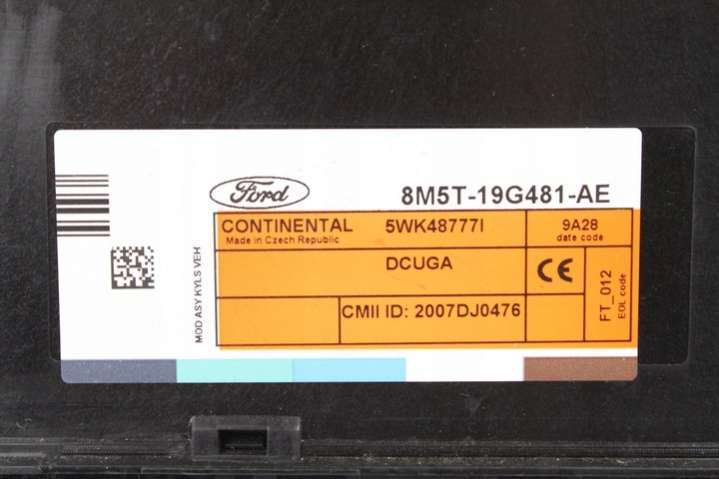 Ford
8M5T-19G481-AE
CONTINENTAL 5WK48777I
Made in Czech Republic
9A28
date code
DCUGA
CE
CMII ID: 2007DJ0476
FT_012
EOL code
MOD ASY KYLS VEH